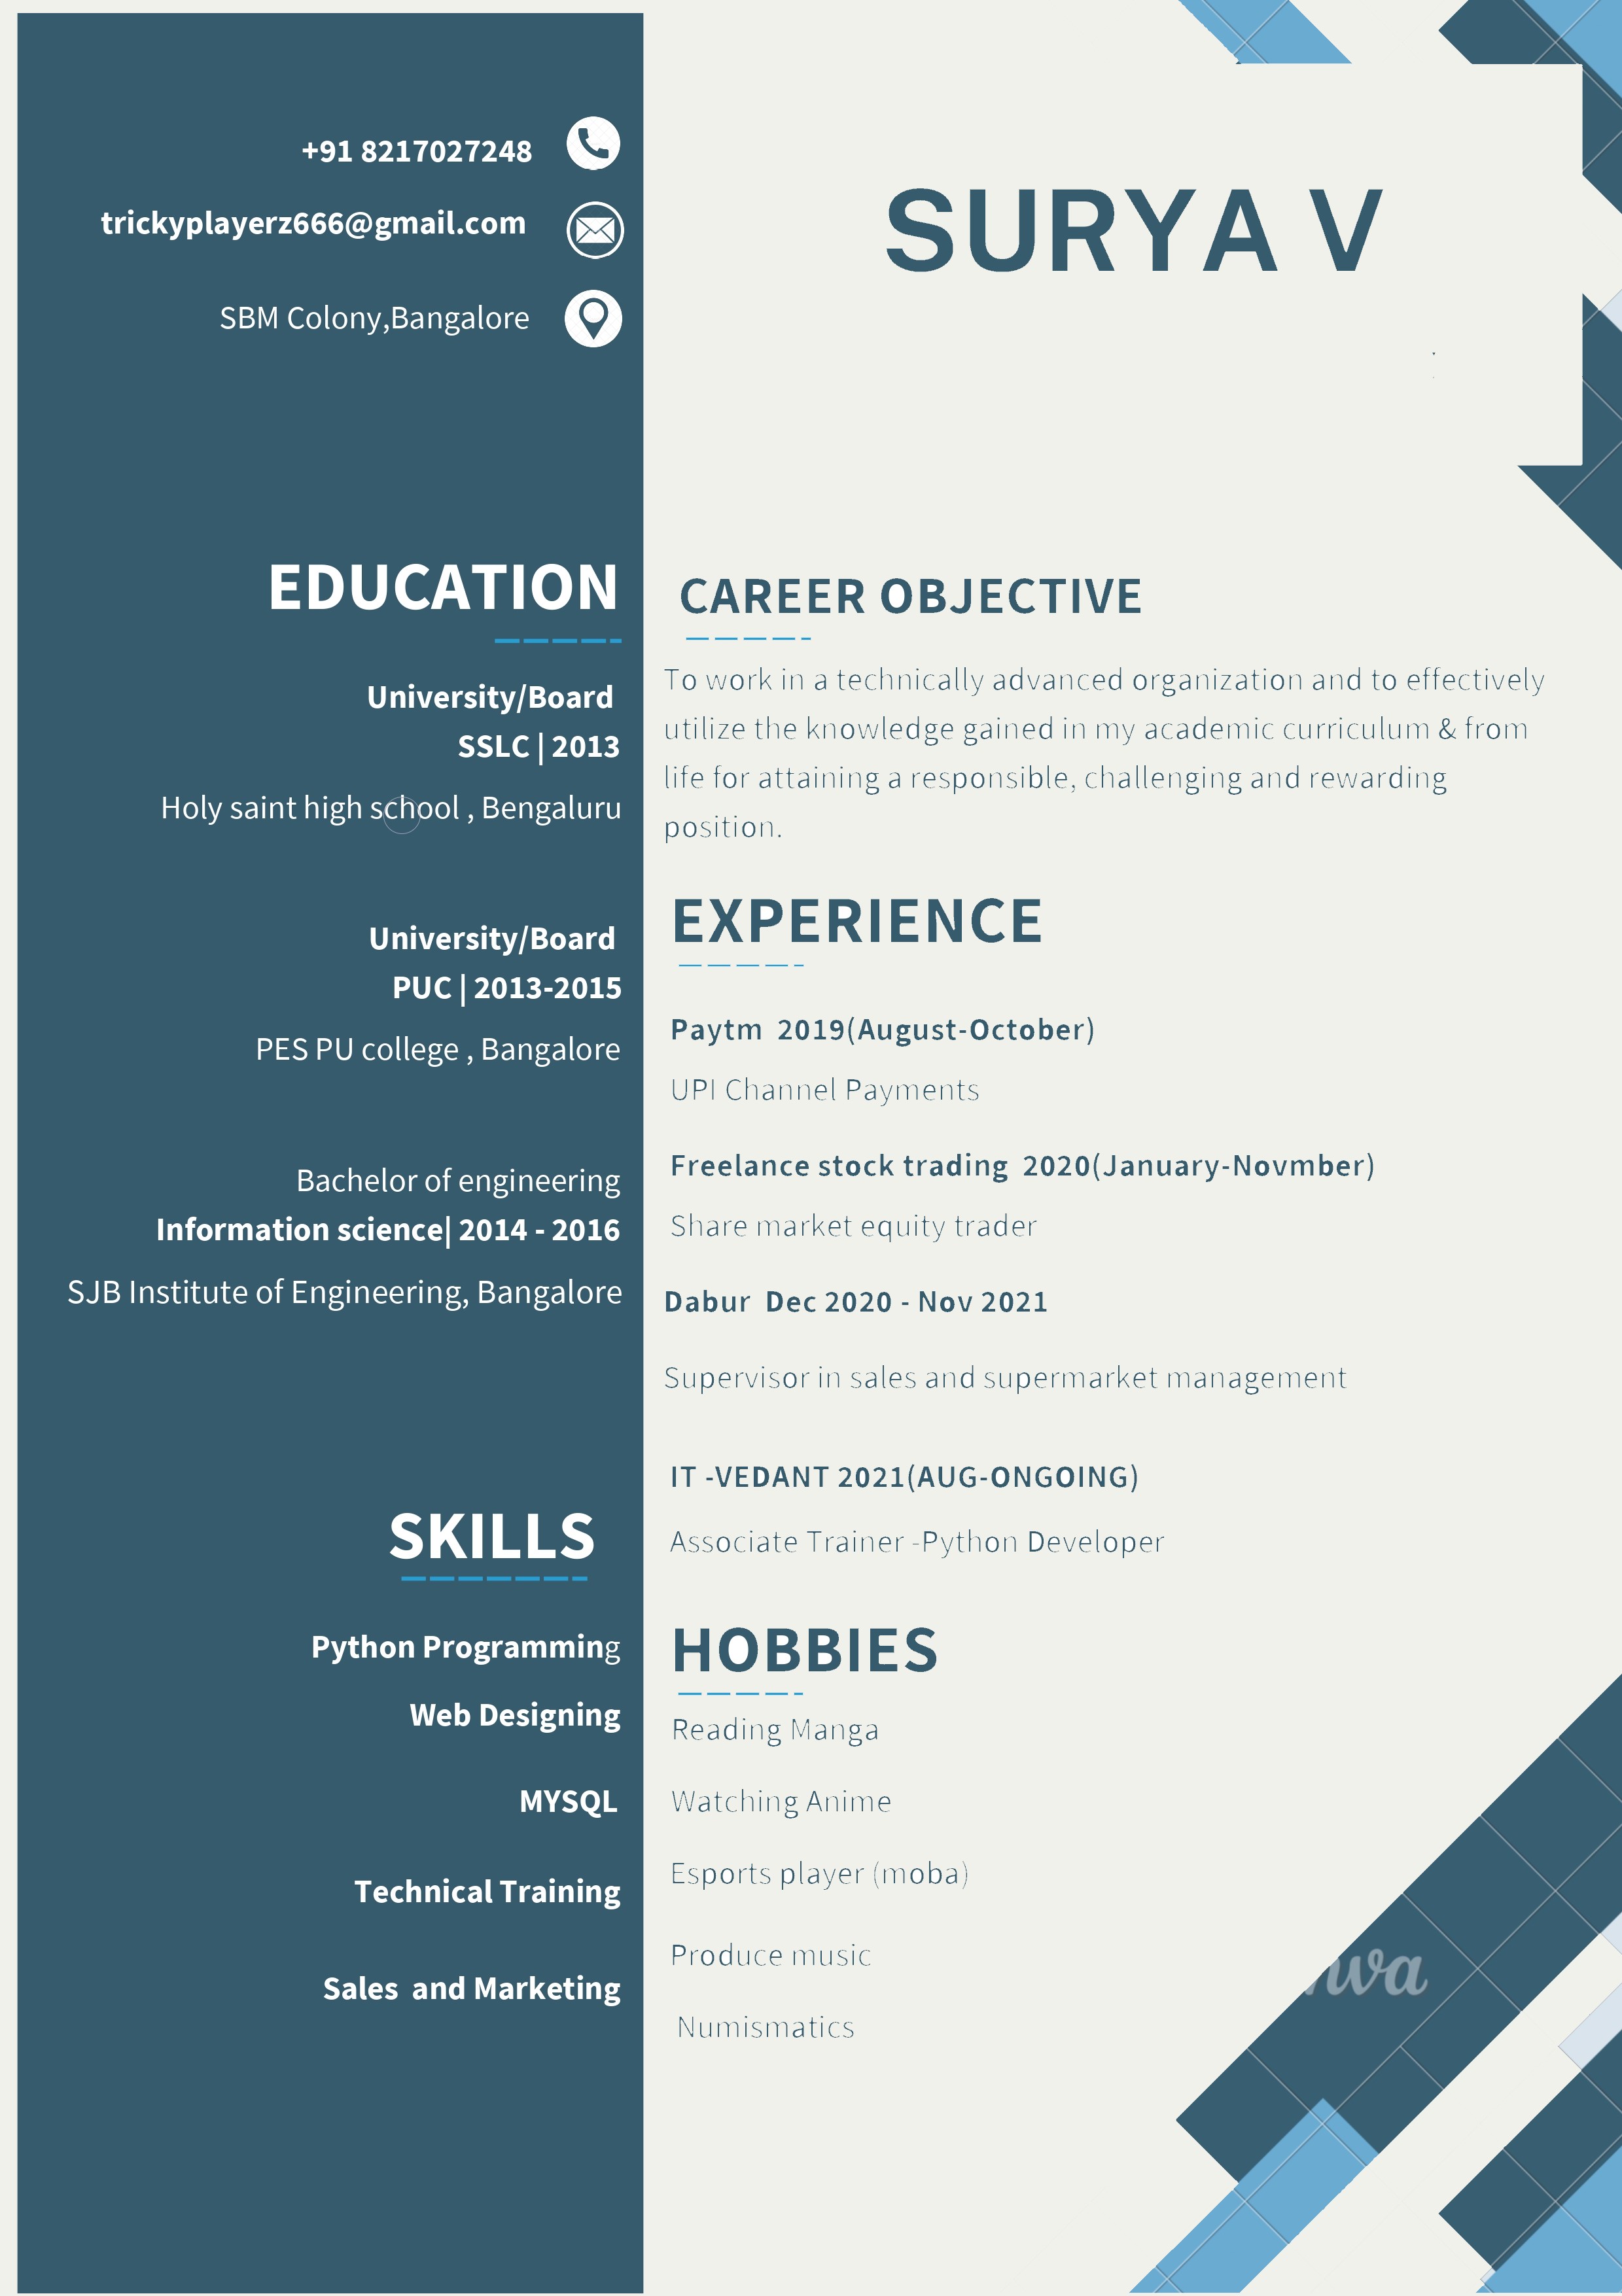 +91 8217027248
trickyplayerz666@gmail.com
SBM Colony,Bangalore
SURYA V
EDUCATION
University/Board
SSLC | 2013
Holy saint high school , Bengaluru
University/Board
PUC | 2013-2015
PES PU college , Bangalore
Bachelor of engineering
Information science| 2014 - 2016
SJB Institute of Engineering, Bangalore
SKILLS
Python Programming
Web Designing
MYSQL
Technical Training
Sales and Marketing
CAREER OBJECTIVE
To work in a technically advanced organization and to effectively
utilize the knowledge gained in my academic curriculum & from
life for attaining a responsible, challenging and rewarding
position.
EXPERIENCE
Paytm 2019(August-October)
UPI Channel Payments
Freelance stock trading 2020(January-Novmber)
Share market equity trader
Dabur Dec 2020 - Nov 2021
Supervisor in sales and supermarket management
IT -VEDANT 2021(AUG-ONGOING)
Associate Trainer -Python Developer
HOBBIES
Reading Manga
Watching Anime
Esports player (moba)
Produce music
Numismatics